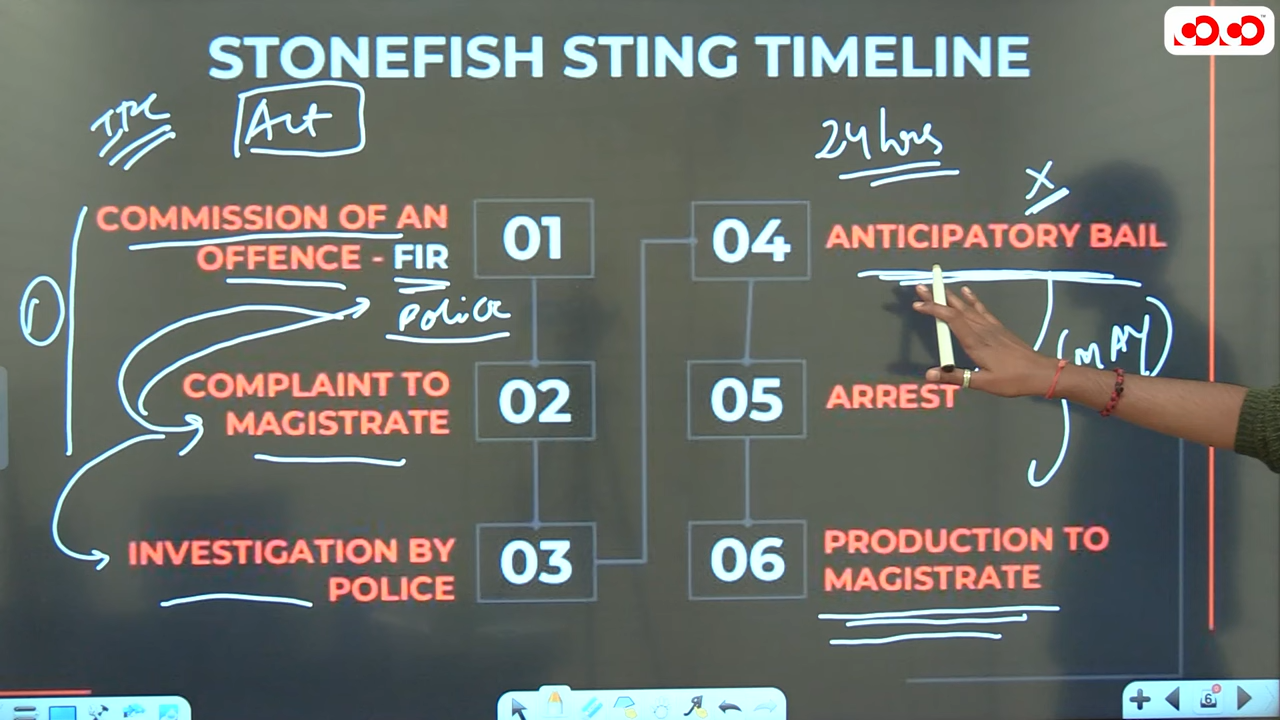 STONEFISH STING TIMELINE
IPC
Act
24 hrs
X
COMMISSION OF AN
OFFENCE - FIR
01
Police
COMPLAINT TO
MAGISTRATE
02
INVESTIGATION BY
POLICE
03
04
ANTICIPATORY BAIL
(MAY)
05
ARREST
06
PRODUCTION TO
MAGISTRATE